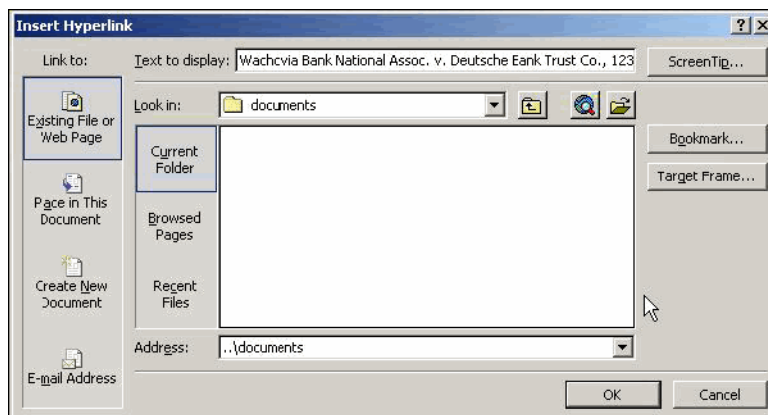 Insert Hyperlink
Link to:
Text to display: Wachcvia Bank National Assoc. v. Deutsche Eank Trust Co., 123
ScreenTip...
Existing File or
Web Page
Look in: documents
Current
Folder
Bookmark...
Target Frame...
Pace in This
Document
Browsed
Pages
Create New
Document
Recent
Files
Address: ..\documents
E-mail Address
OK
Cancel